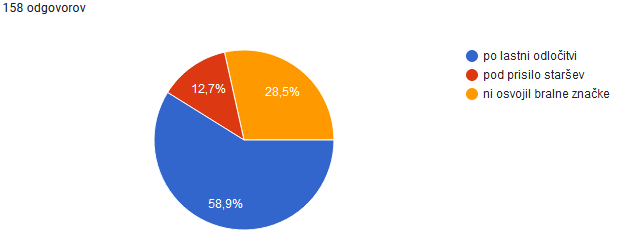 158 odgovorov
po lastni odločitvi
pod prisilo staršev
ni osvojil bralne značke
12,7%
28,5%
58,9%